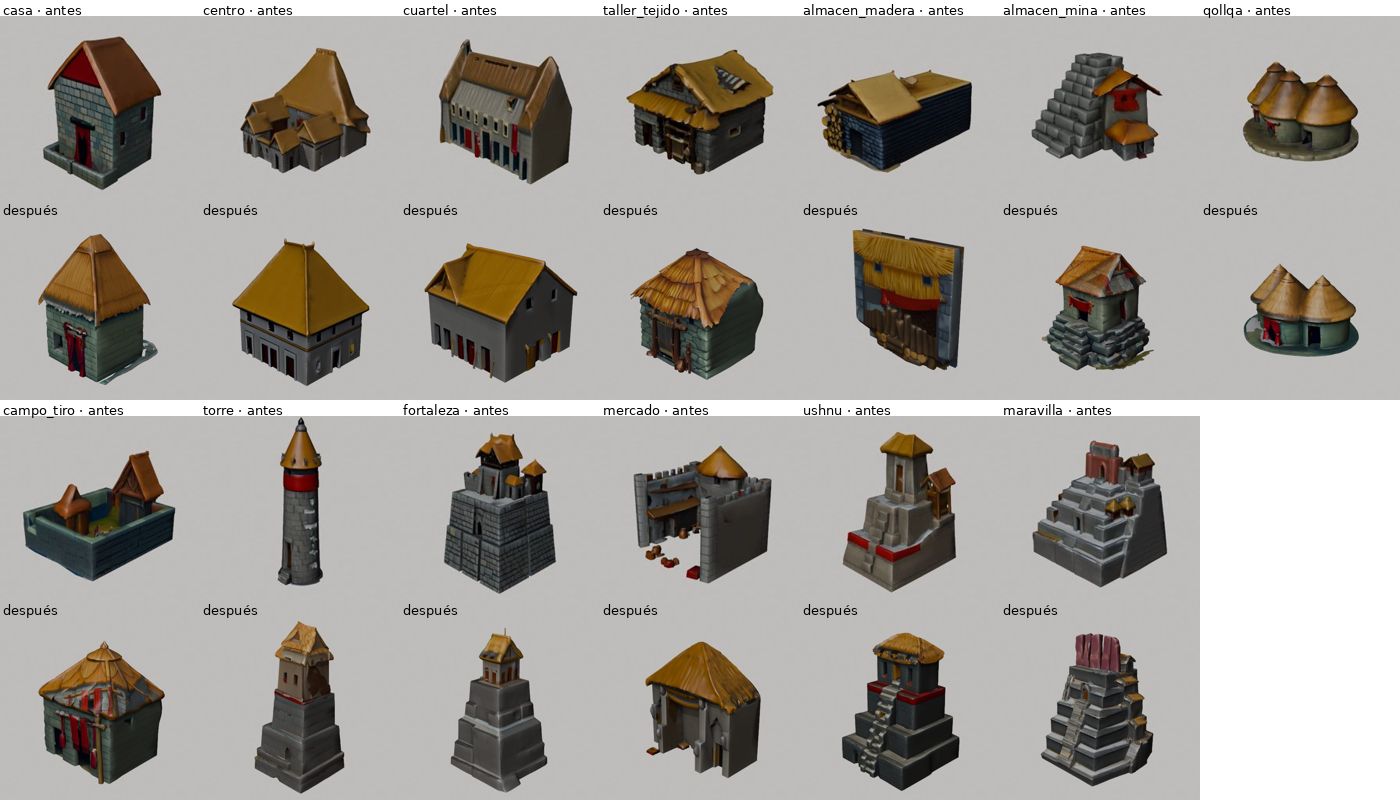 casa · antes
centro · antes
cuartel · antes
taller_tejido · antes
almacen_madera · antes
almacen_mina · antes
qollqa · antes
después
después
después
después
después
después
después
campo_tiro · antes
torre · antes
fortaleza · antes
mercado · antes
ushnu · antes
maravilla · antes
después
después
después
después
después
después